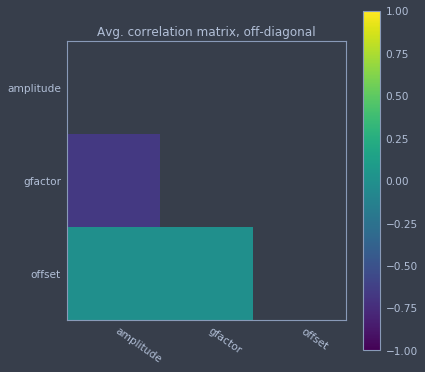 Avg. correlation matrix, off-diagonal
amplitude
gfactor
offset
amplitude
gfactor
offset
1.00
0.75
0.50
0.25
0.00
−0.25
−0.50
−0.75
−1.00